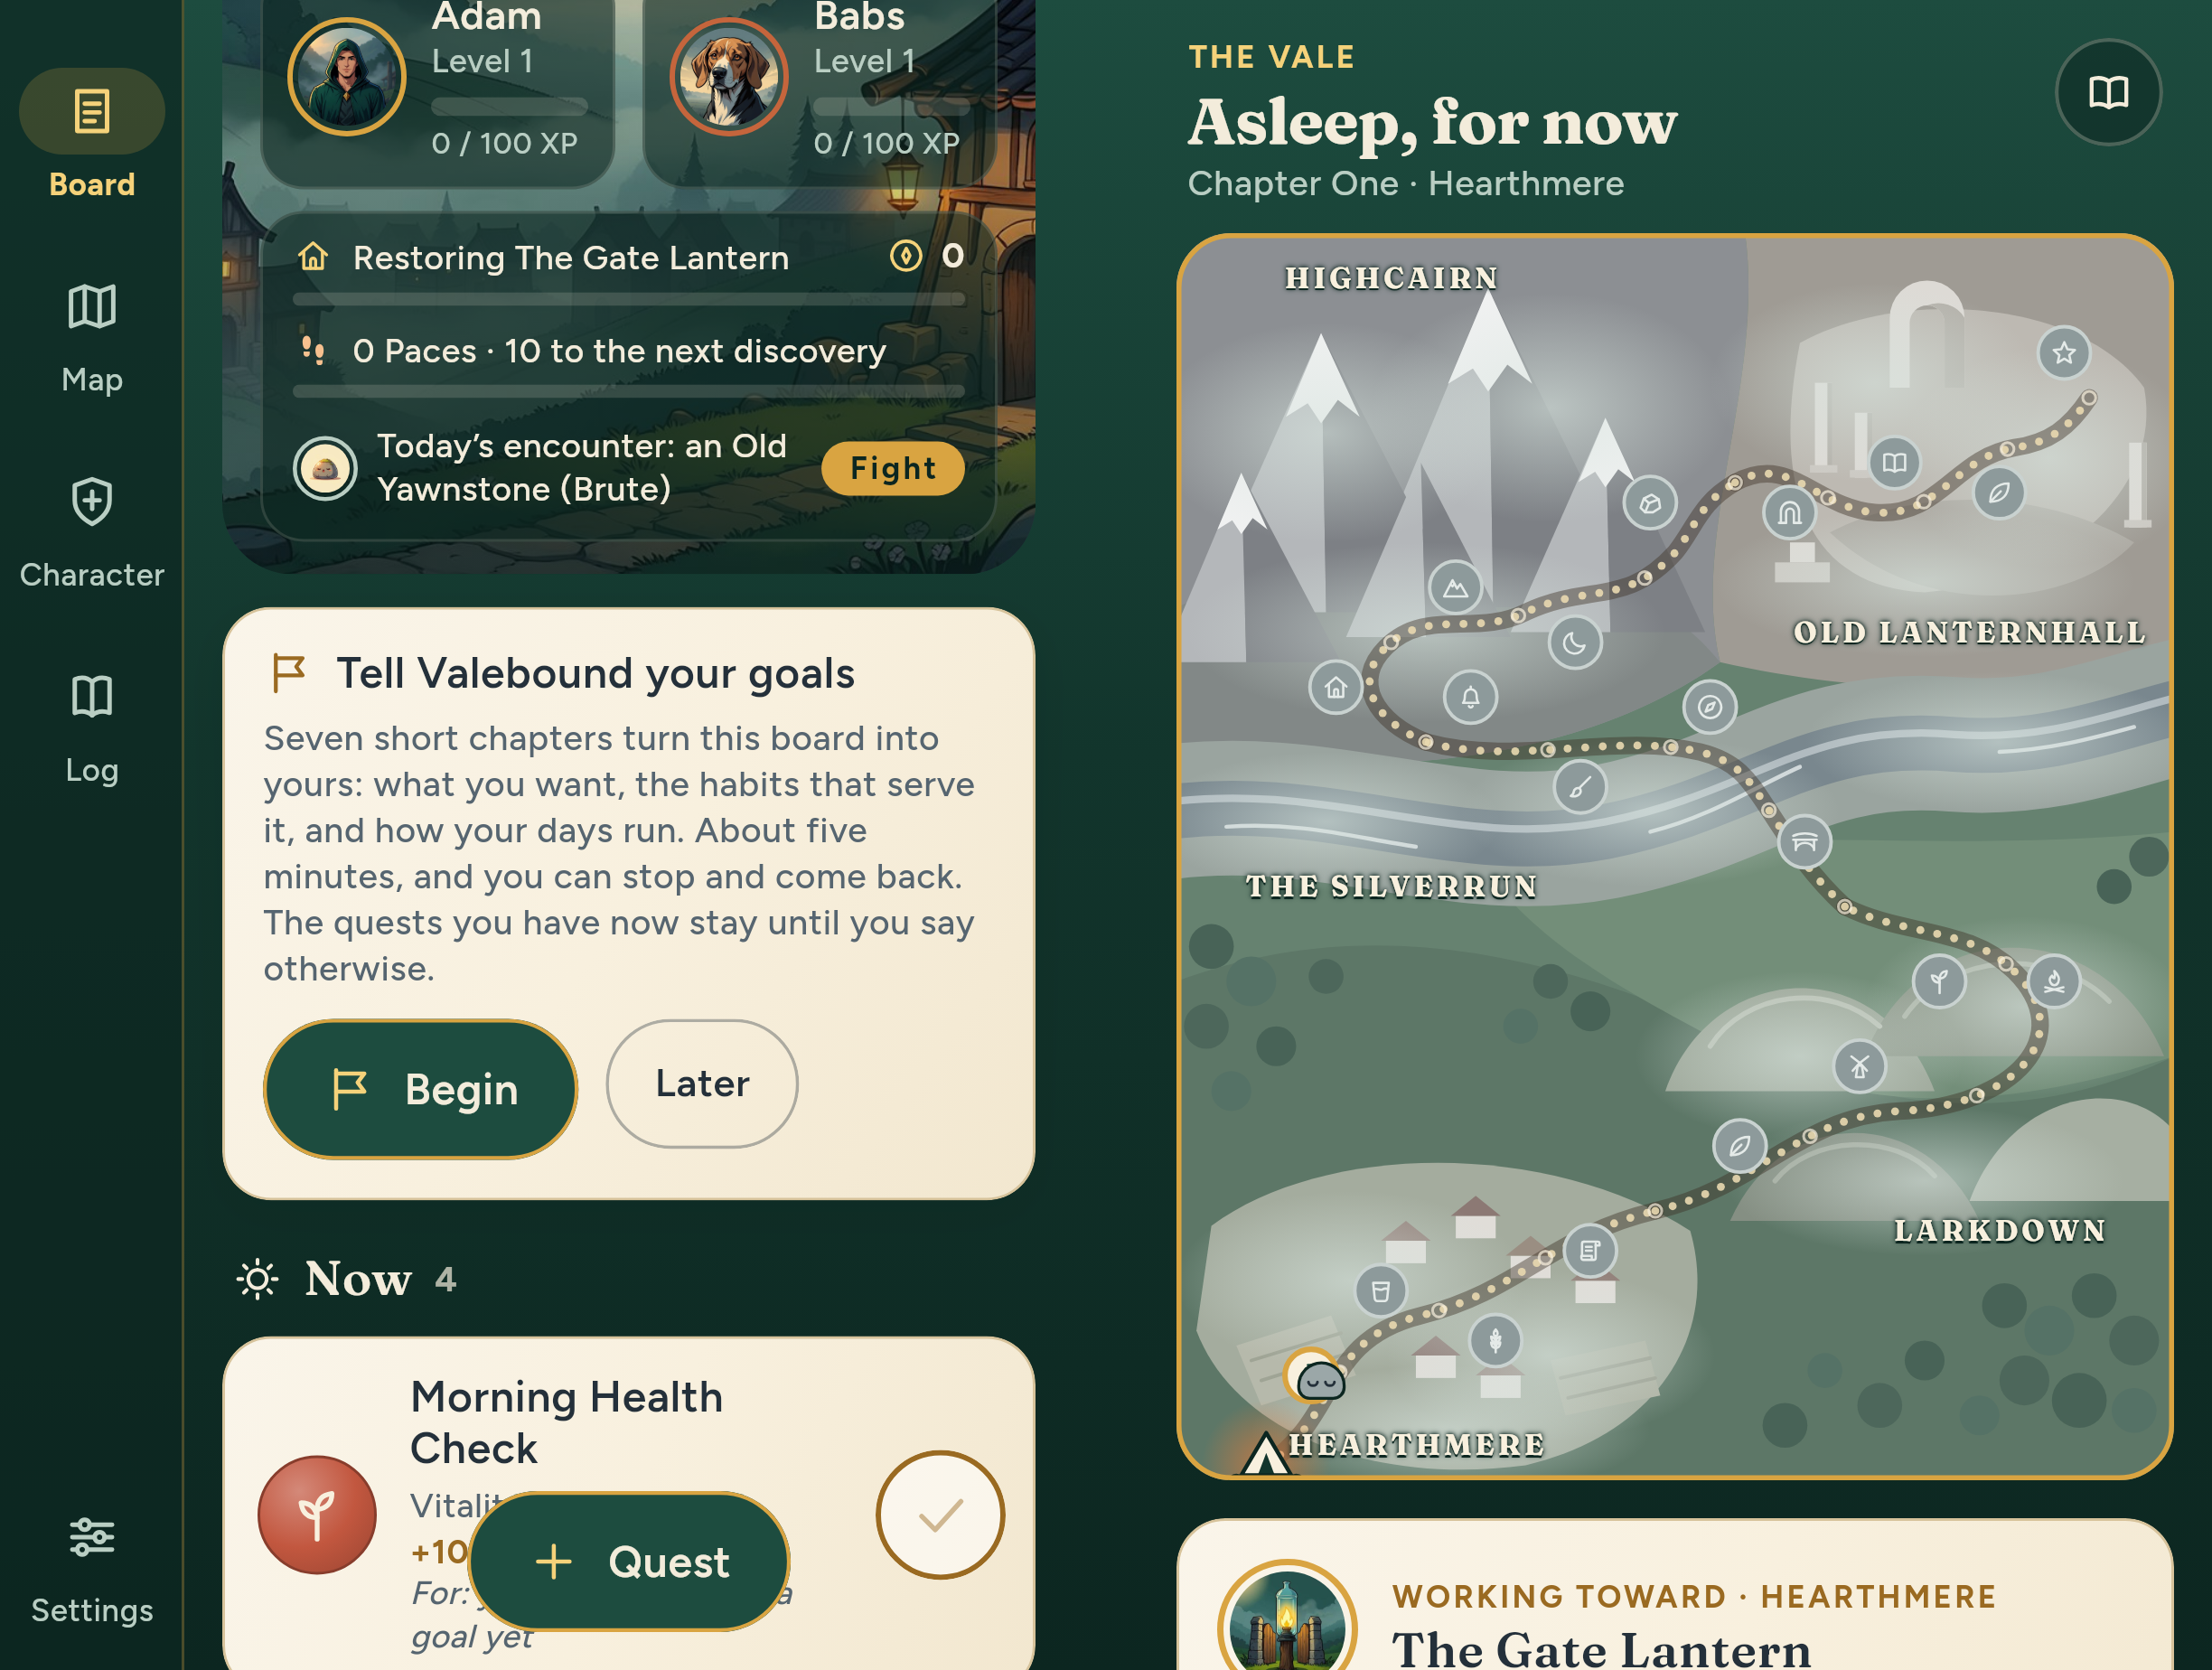 Board
Map
Character
Log
Settings
Adam
Level 1
0 / 100 XP
Babs
Level 1
0 / 100 XP
Restoring The Gate Lantern
0
0 Paces · 10 to the next discovery
Today’s encounter: an Old
Yawnstone (Brute)
Fight
Tell Valebound your goals
Seven short chapters turn this board into
yours: what you want, the habits that serve
it, and how your days run. About five
minutes, and you can stop and come back.
The quests you have now stay until you say
otherwise.
Begin
Later
Now 4
Morning Health
Check
+10
For:
goal yet
Quest
THE VALE
Asleep, for now
Chapter One · Hearthmere
HIGHCAIRN
OLD LANTERNHALL
THE SILVERRUN
LARKDOWN
HEARTHMERE
WORKING TOWARD · HEARTHMERE
The Gate Lantern